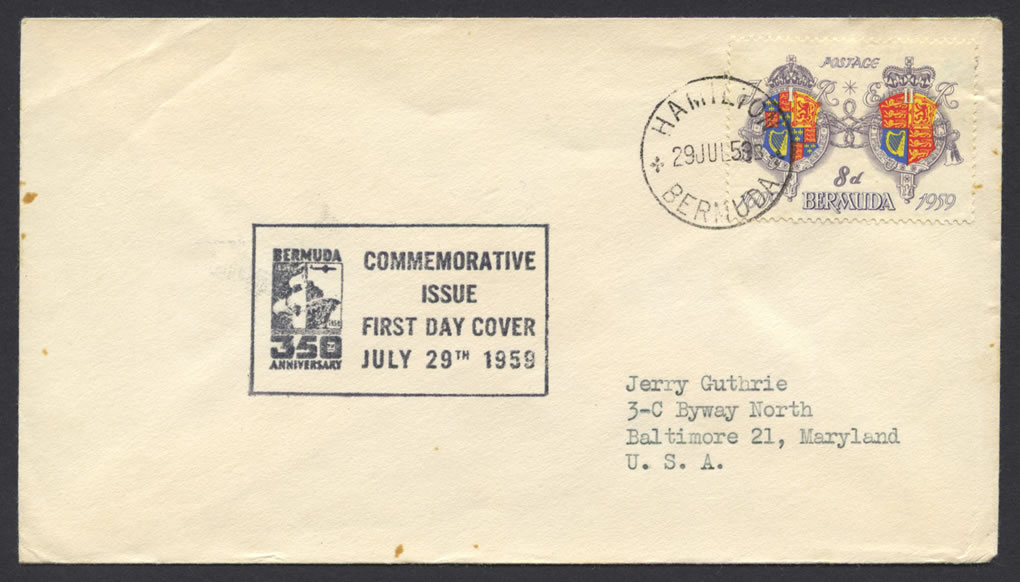 POSTAGE
R E R
8d
BERMUDA 1959
HAMILTON
29 JUL 59
BERMUDA
BERMUDA
350
ANNIVERSARY
COMMEMORATIVE
ISSUE
FIRST DAY COVER
JULY 29TH 1959
Jerry Guthrie
3-C Byway North
Baltimore 21, Maryland
U. S. A.